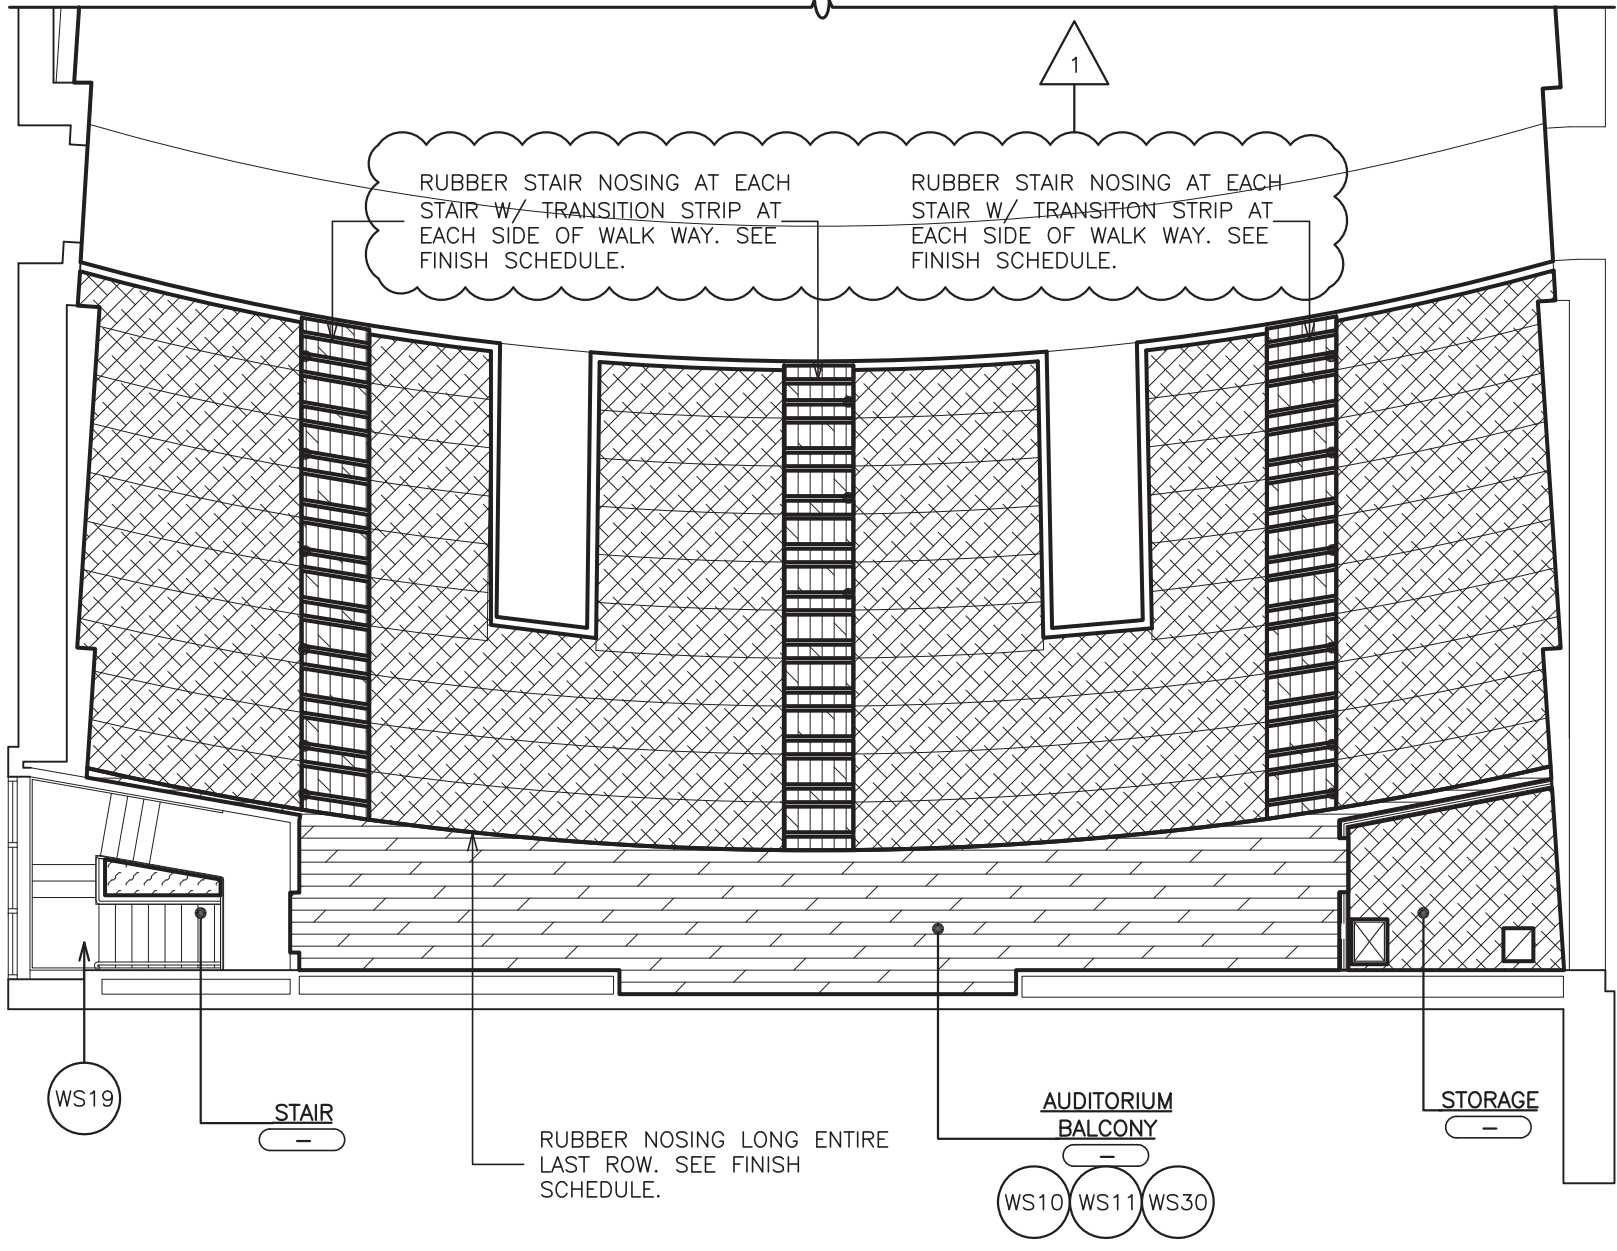 1
RUBBER STAIR NOSING AT EACH
STAIR W/ TRANSITION STRIP AT
EACH SIDE OF WALK WAY. SEE
FINISH SCHEDULE.
RUBBER STAIR NOSING AT EACH
STAIR W/ TRANSITION STRIP AT
EACH SIDE OF WALK WAY. SEE
FINISH SCHEDULE.
WS19
STAIR
-
RUBBER NOSING LONG ENTIRE
LAST ROW. SEE FINISH
SCHEDULE.
AUDITORIUM
BALCONY
-
WS10 WS11 WS30
STORAGE
-